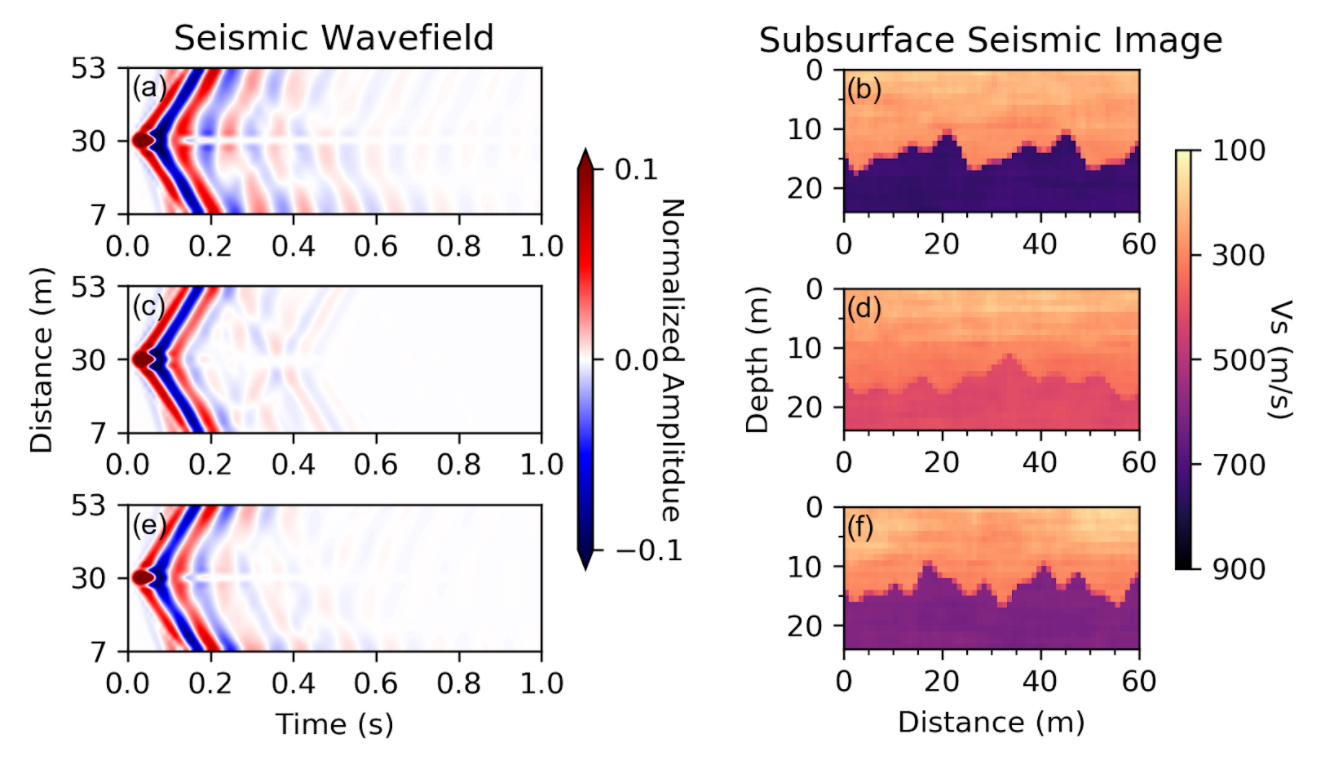 Seismic Wavefield
Subsurface Seismic Image
(a)
53
30
7
0.0 0.2 0.4 0.6 0.8 1.0
(b)
0
10
20
0 20 40 60
(c)
53
30
7
0.0 0.2 0.4 0.6 0.8 1.0
(d)
0
10
20
0 20 40 60
(e)
53
30
7
0.0 0.2 0.4 0.6 0.8 1.0
(f)
0
10
20
0 20 40 60
Distance (m)
Time (s)
0.1
0.0
−0.1
Normalized Amplitdue
Depth (m)
Distance (m)
100
300
500
700
900
Vs (m/s)